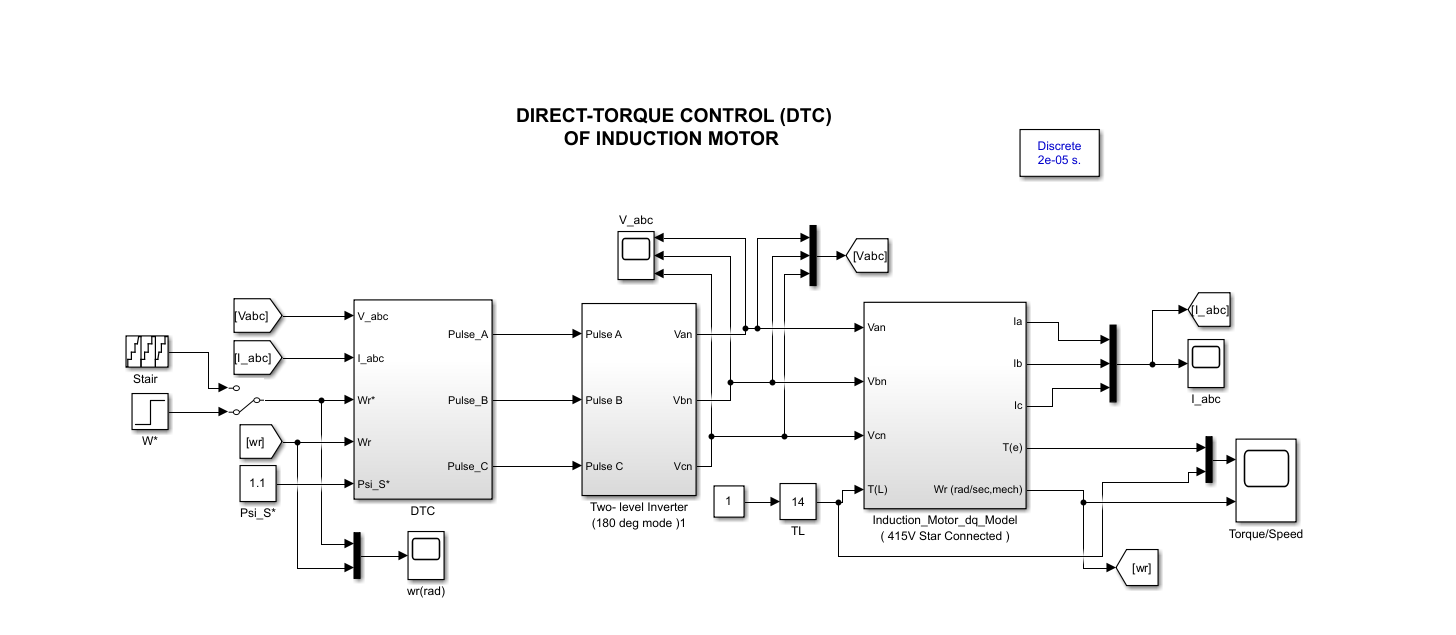 DIRECT-TORQUE CONTROL (DTC)
OF INDUCTION MOTOR
Discrete
2e-05 s.
V_abc
[Vabc]
[Vabc]
[I_abc]
Stair
W*
[wr]
1.1
Psi_S*
V_abc
I_abc
Wr*
Wr
Psi_S*
Pulse_A
Pulse_B
Pulse_C
DTC
wr(rad)
Pulse A
Pulse B
Pulse C
Van
Vbn
Vcn
Two- level Inverter
(180 deg mode )1
1
14
TL
Van
Vbn
Vcn
T(L)
Ia
Ib
Ic
T(e)
Wr (rad/sec,mech)
Induction_Motor_dq_Model
( 415V Star Connected )
[I_abc]
I_abc
Torque/Speed
[wr]